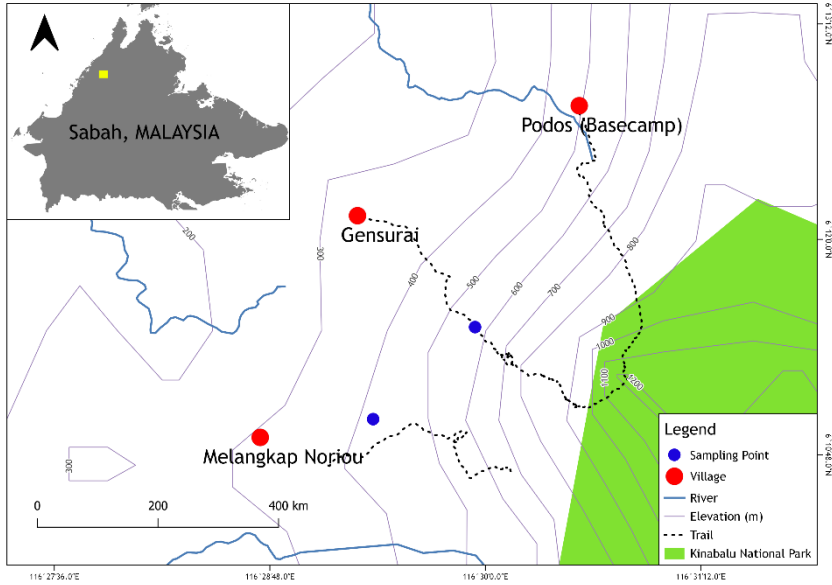 Sabah, MALAYSIA
Podos (Basecamp)
Gensurai
Melangkap Noriou
200
300
300
400
500
600
700
800
900
1000
1100
1200
0 200 400 km
Legend
Sampling Point
Village
River
Elevation (m)
Trail
Kinabalu National Park
116°27'36.0"E 116°28'48.0"E 116°30'0.0"E 116°31'12.0"E
6°13'12.0"N
6°12'0.0"N
6°10'48.0"N